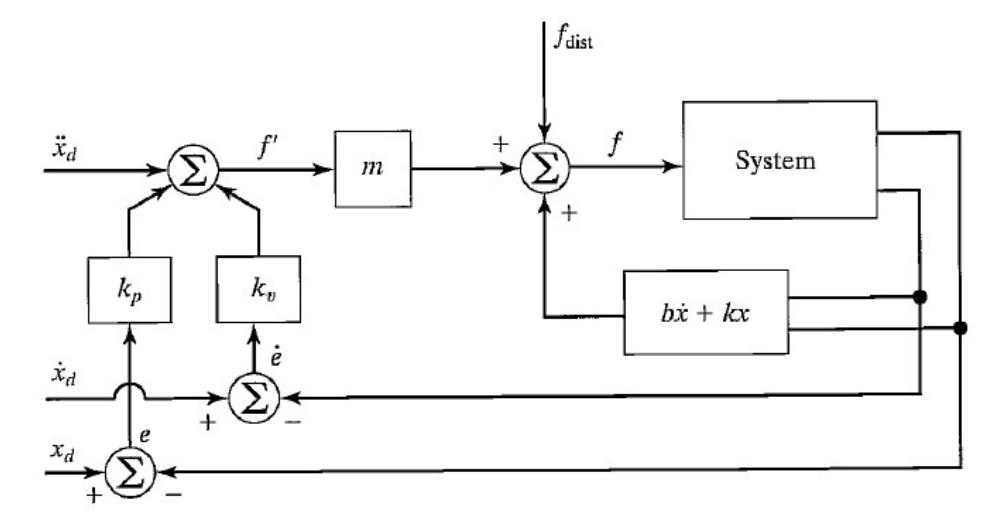 f_dist
ẍ_d
Σ
f′
m
+
Σ
+
f
System
k_p
k_v
bẋ + kx
ẋ_d
ė
+
Σ
−
x_d
e
+
Σ
−